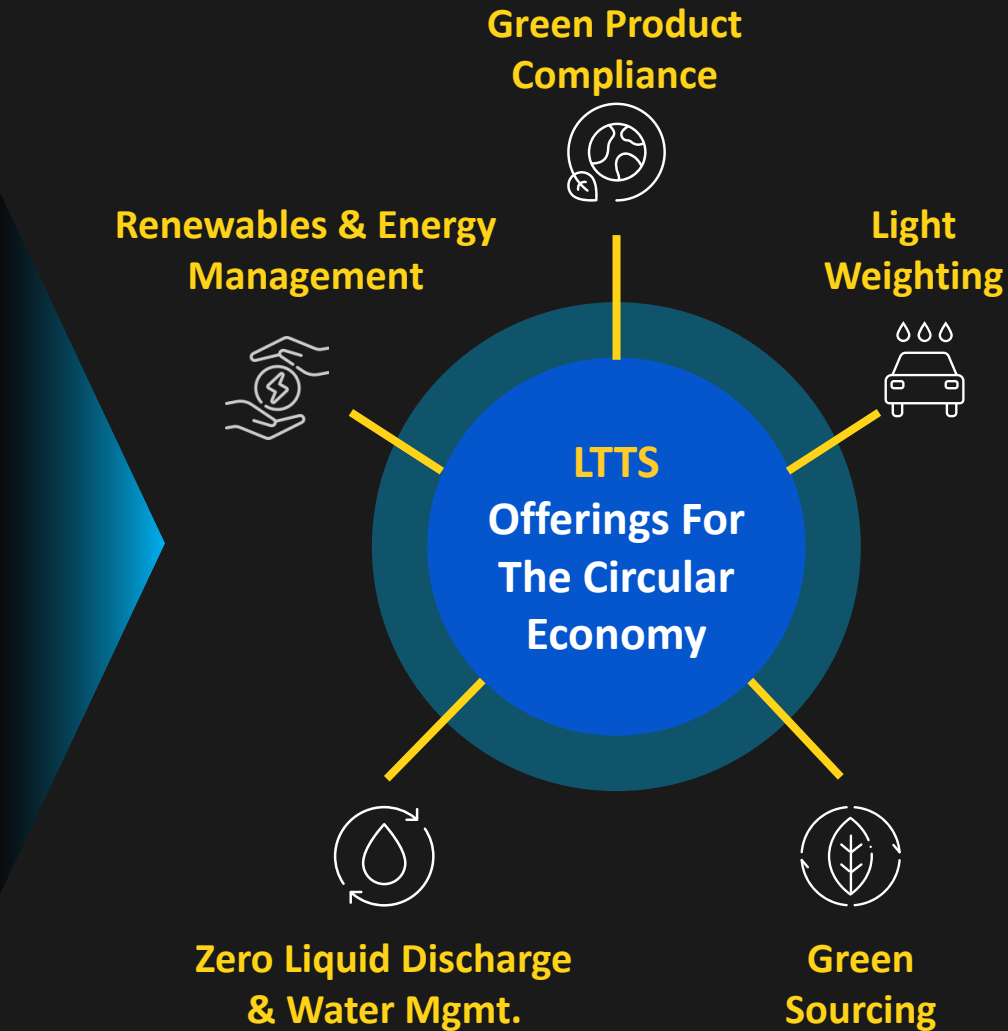 Green Product
Compliance
Renewables & Energy
Management
Light
Weighting
LTTS
Offerings For
The Circular
Economy
Zero Liquid Discharge
& Water Mgmt.
Green
Sourcing